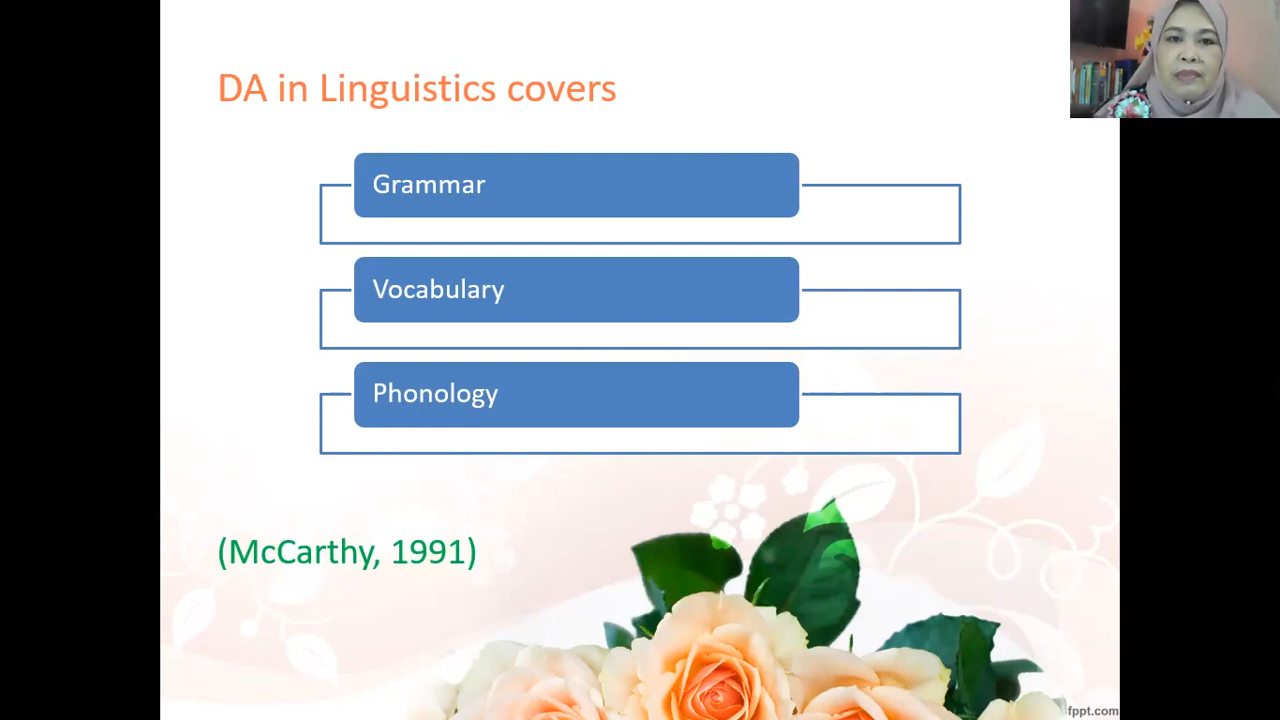 DA in Linguistics covers
Grammar
Vocabulary
Phonology
(McCarthy, 1991)
fppt.com